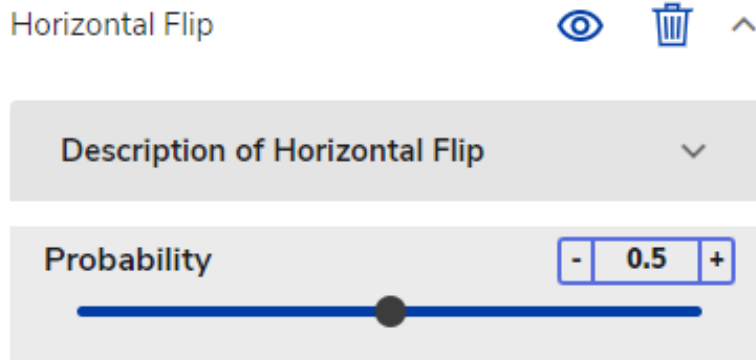 Horizontal Flip
Description of Horizontal Flip
Probability - 0.5 +